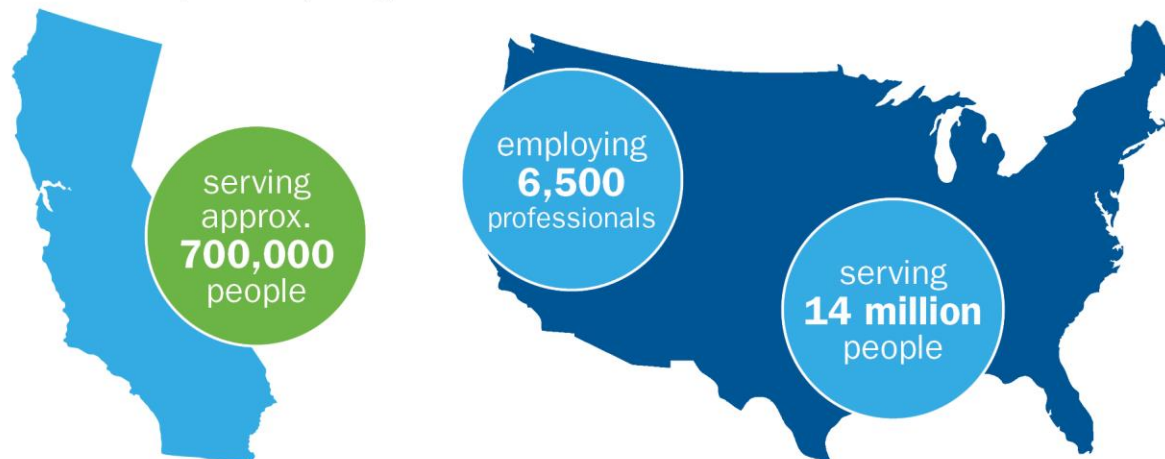 serving
approx.
700,000
people
employing
6,500
professionals
serving
14 million
people